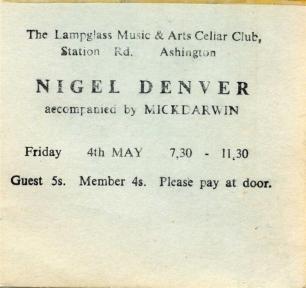 The Lampglass Music & Arts Cellar Club,
Station Rd. Ashington
NIGEL DENVER
accompanied by MICKDARWIN
Friday 4th MAY 7,30 - 11,30
Guest 5s. Member 4s. Please pay at door.